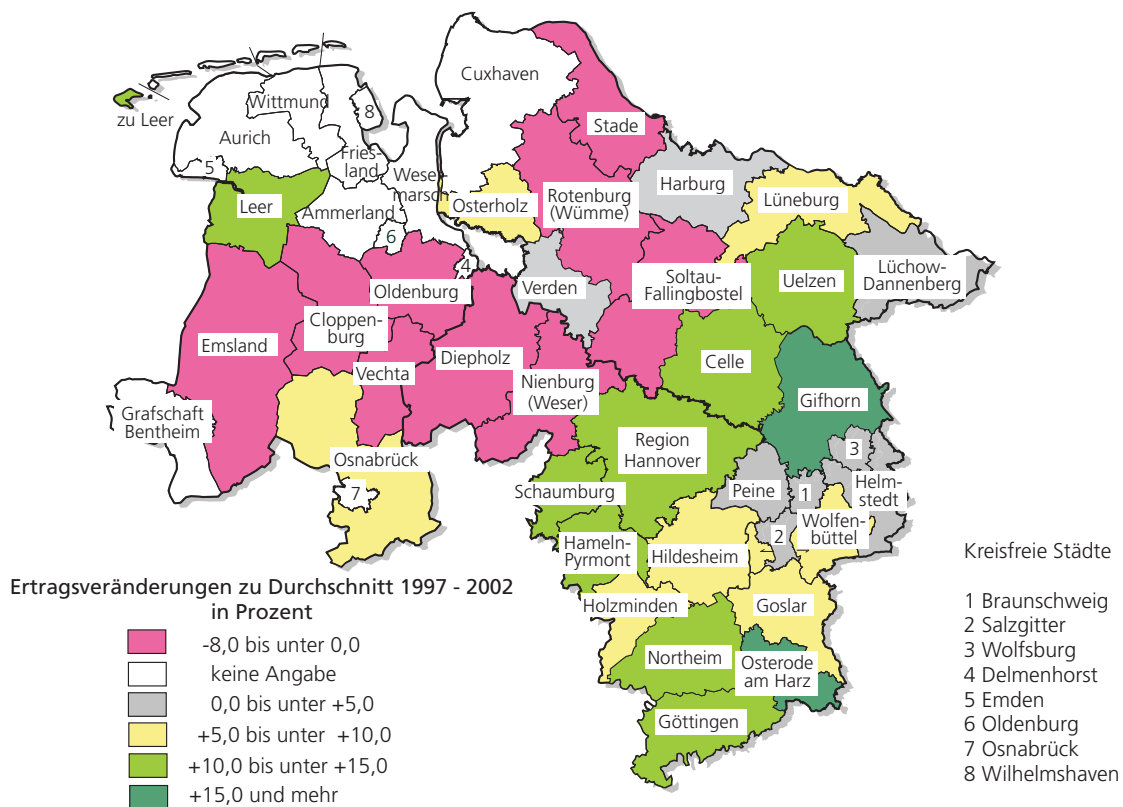 Cuxhaven
Wittmund
8
zu Leer
Aurich
Stade
5
Fries-
land
Wese
marsch
Harburg
Leer
Ammerland
Osterholz
Rotenburg
(Wümme)
Lüneburg
6
4
Oldenburg
Verden
Soltau-
Fallingbostel
Uelzen
Lüchow-
Dannenberg
Cloppen-
burg
Emsland
Vechta
Diepholz
Nienburg
(Weser)
Celle
Gifhorn
Grafschaft
Bentheim
Region
Hannover
3
Osnabrück
7
Schaumburg
Peine
1
Helm-
stedt
Hameln-
Pyrmont
Hildesheim
2
Wolfen-
büttel
Holzminden
Goslar
Northeim
Osterode
am Harz
Göttingen
Ertragsveränderungen zu Durchschnitt 1997 - 2002
in Prozent
-8,0 bis unter 0,0
keine Angabe
0,0 bis unter +5,0
+5,0 bis unter +10,0
+10,0 bis unter +15,0
+15,0 und mehr
Kreisfreie Städte
1 Braunschweig
2 Salzgitter
3 Wolfsburg
4 Delmenhorst
5 Emden
6 Oldenburg
7 Osnabrück
8 Wilhelmshaven